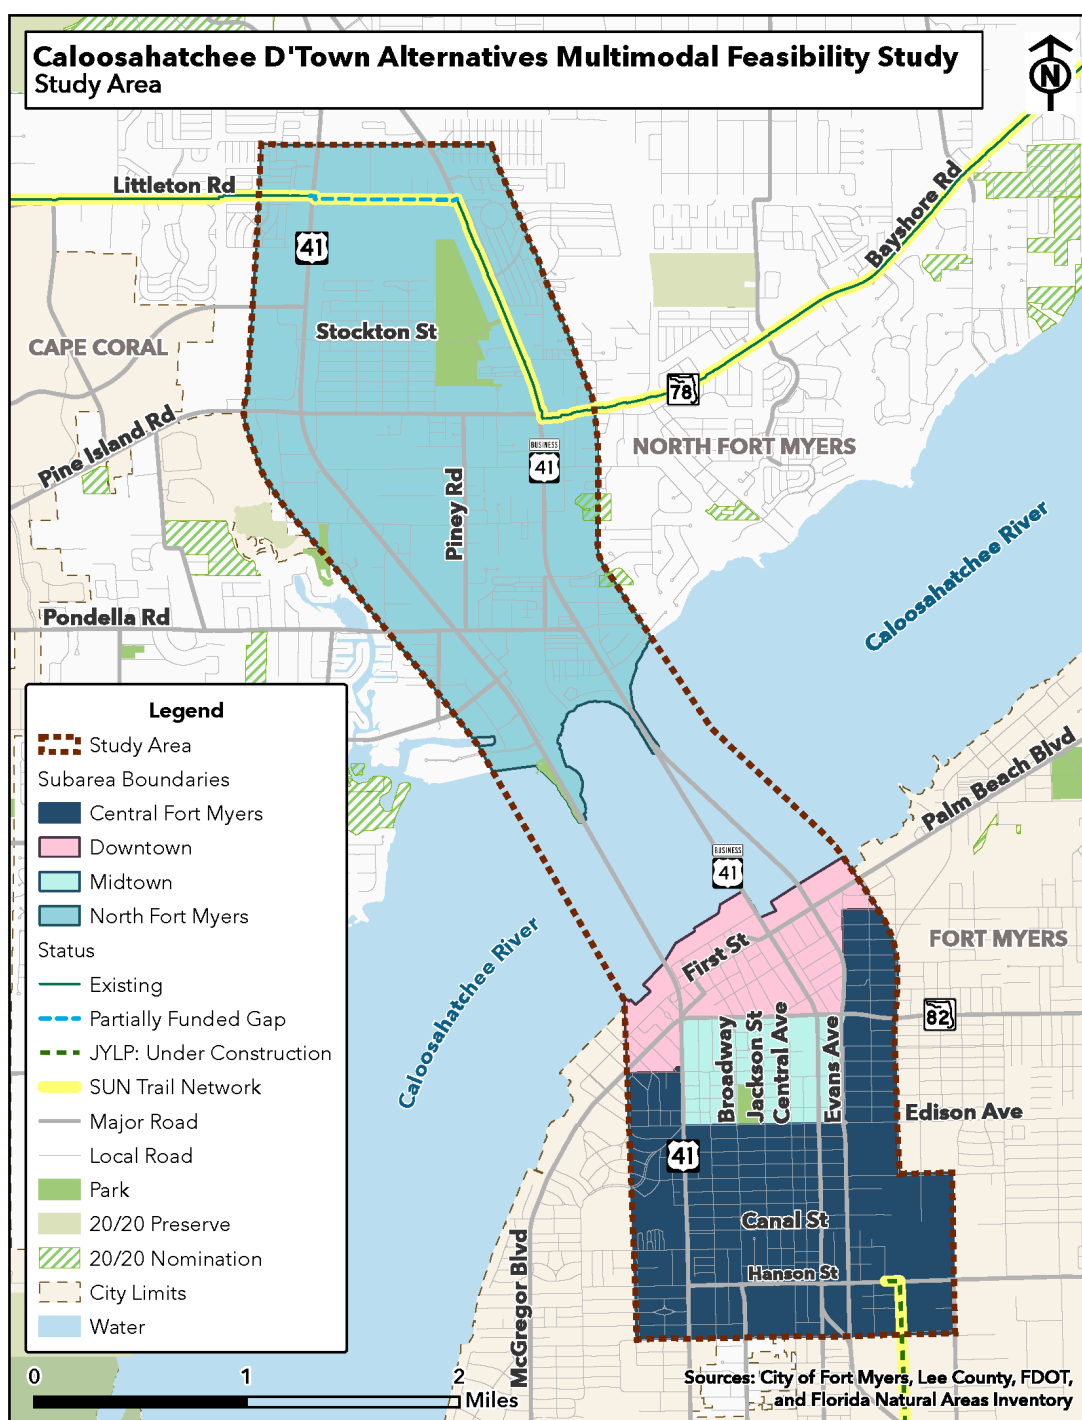 Caloosahatchee D'Town Alternatives Multimodal Feasibility Study
Study Area
N
Littleton Rd
Bayshore Rd
41
Stockton St
CAPE CORAL
78
Pine Island Rd
NORTH FORT MYERS
BUSINESS
41
Piney Rd
Caloosahatchee River
Pondella Rd
Legend
Study Area
Subarea Boundaries
Central Fort Myers
Downtown
Midtown
North Fort Myers
Status
Existing
Partially Funded Gap
JYLP: Under Construction
SUN Trail Network
Major Road
Local Road
Park
20/20 Preserve
20/20 Nomination
City Limits
Water
Palm Beach Blvd
BUSINESS
41
First St
FORT MYERS
Caloosahatchee River
82
Broadway
Jackson St
Central Ave
Evans Ave
Edison Ave
41
Canal St
Hanson St
McGregor Blvd
0 1 2
Miles
Sources: City of Fort Myers, Lee County, FDOT,
and Florida Natural Areas Inventory